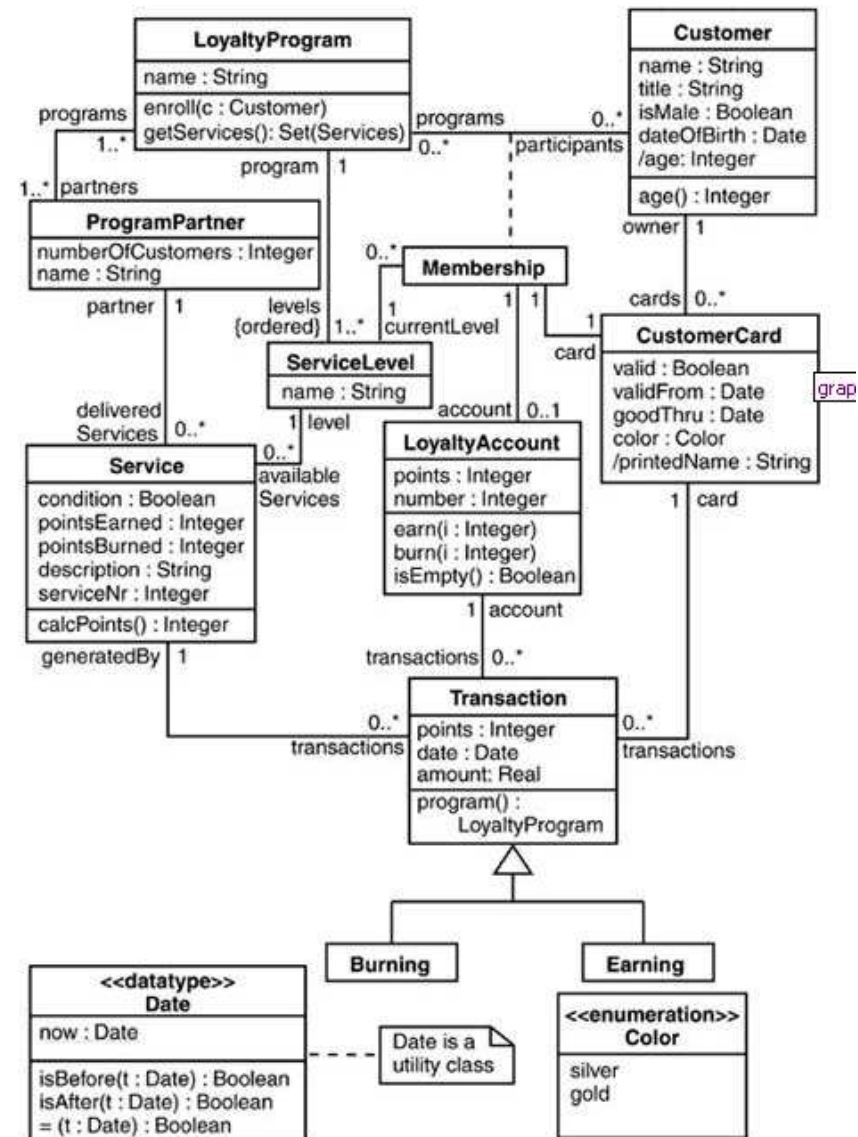 LoyaltyProgram
name : String
enroll(c : Customer)
getServices(): Set(Services)
Customer
name : String
title : String
isMale : Boolean
dateOfBirth : Date
/age: Integer
age() : Integer
programs
1..*
programs
0..*
0..*
participants
program 1
1..* partners
ProgramPartner
numberOfCustomers : Integer
name : String
owner 1
0..*
Membership
partner 1
levels
{ordered} 1..*
1
currentLevel
1
1
1
card
cards 0..*
CustomerCard
valid : Boolean
validFrom : Date
goodThru : Date
color : Color
/printedName : String
grap
ServiceLevel
name : String
delivered
Services 0..*
1 level
0..*
available
Services
account 0..1
LoyaltyAccount
points : Integer
number : Integer
earn(i : Integer)
burn(i : Integer)
isEmpty() : Boolean
1 card
Service
condition : Boolean
pointsEarned : Integer
pointsBurned : Integer
description : String
serviceNr : Integer
calcPoints() : Integer
1 account
generatedBy 1
transactions 0..*
Transaction
points : Integer
date : Date
amount: Real
program() :
LoyaltyProgram
0..*
transactions
0..*
transactions
Burning
Earning
<<datatype>>
Date
now : Date
isBefore(t : Date) : Boolean
isAfter(t : Date) : Boolean
= (t : Date) : Boolean
Date is a
utility class
<<enumeration>>
Color
silver
gold